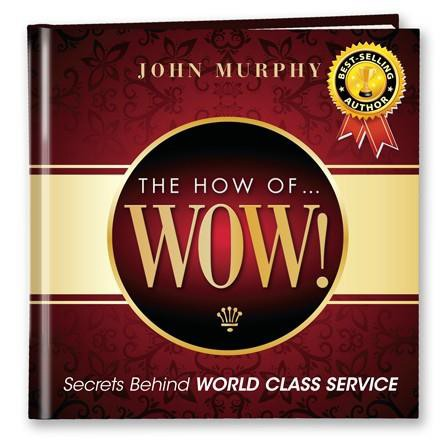 JOHN MURPHY
BEST-SELLING
AUTHOR
THE HOW OF...
WOW!
Secrets Behind WORLD CLASS SERVICE